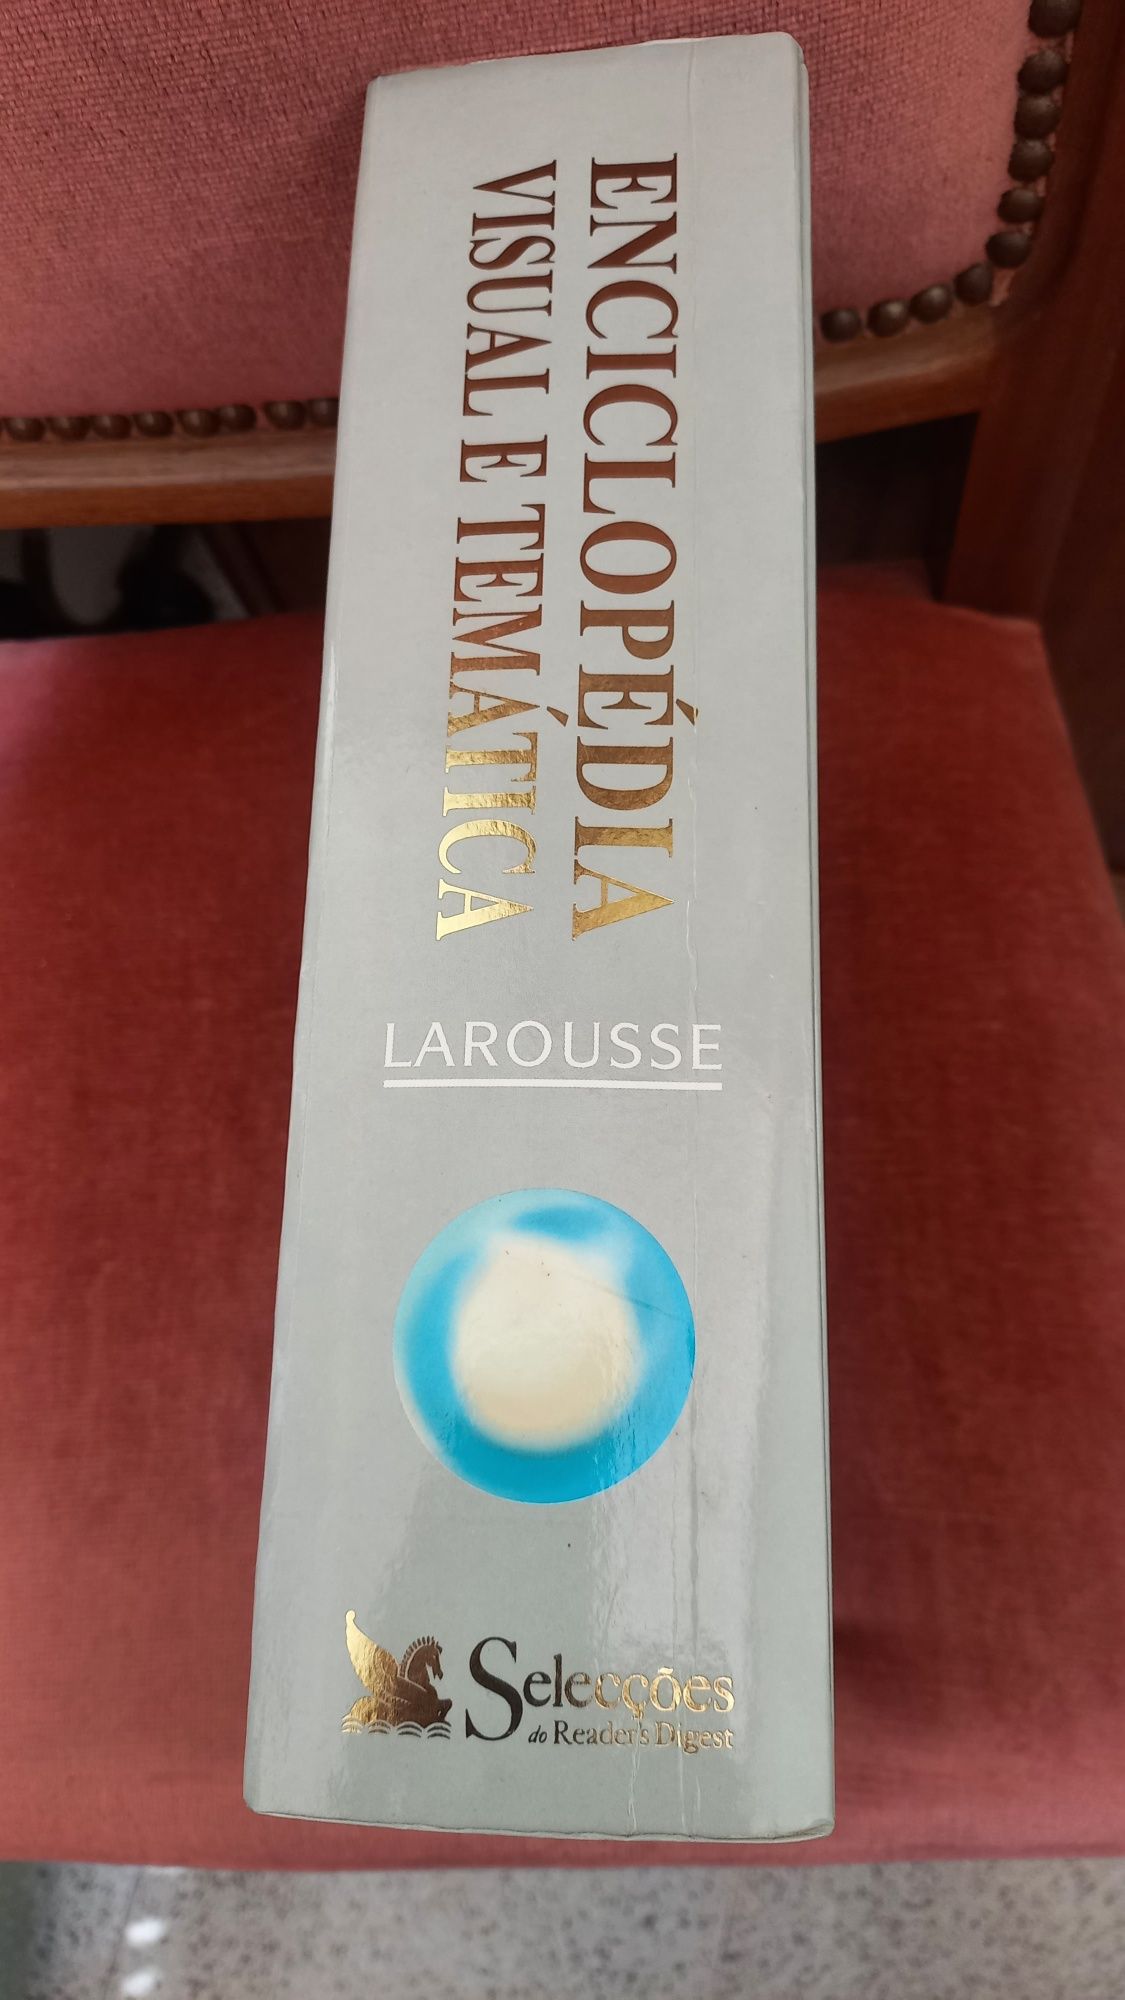 ENCICLOPÉDIA
VISUAL E TEMÁTICA
LAROUSSE
Selecções
do Reader's Digest